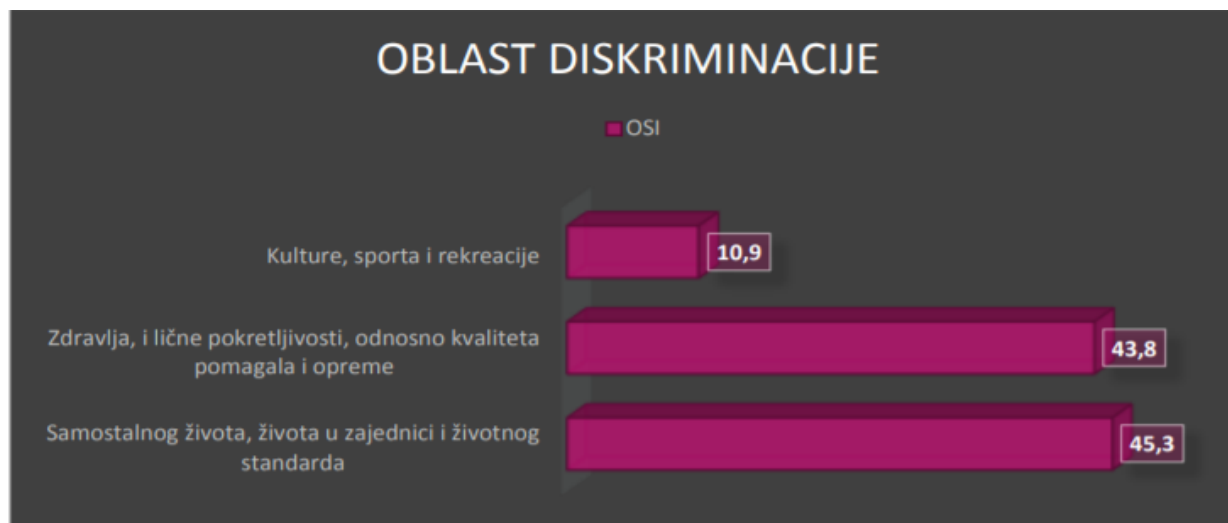 OBLAST DISKRIMINACIJE
OSI
Kulture, sporta i rekreacije
10,9
Zdravlja, i lične pokretljivosti, odnosno kvaliteta
pomagala i opreme
43,8
Samostalnog života, života u zajednici i životnog
standarda
45,3